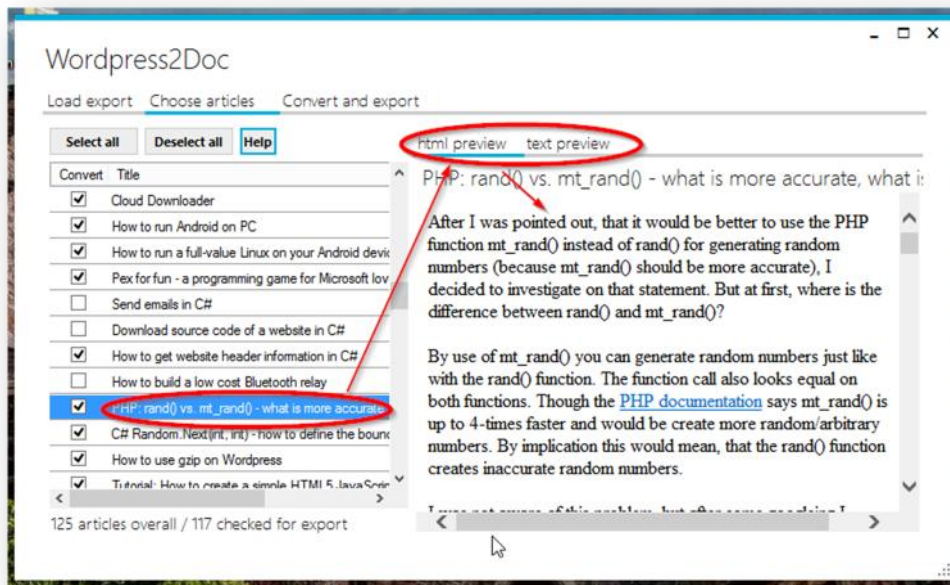 Wordpress2Doc
Load export Choose articles Convert and export
Select all Deselect all Help
html preview text preview
Convert Title
Cloud Downloader
How to run Android on PC
How to run a full-value Linux on your Android devic
Pex for fun - a programming game for Microsoft lov
Send emails in C#
Download source code of a website in C#
How to get website header information in C#
How to build a low cost Bluetooth relay
PHP: rand() vs. mt_rand() - what is more accurate
C# Random.Next(int, int) - how to define the bound
How to use gzip on Wordpress
Tutorial: How to create a simple HTML5 JavaScrip
125 articles overall / 117 checked for export
PHP: rand() vs. mt_rand() - what is more accurate, what i
After I was pointed out, that it would be better to use the PHP
function mt_rand() instead of rand() for generating random
numbers (because mt_rand() should be more accurate), I
decided to investigate on that statement. But at first, where is the
difference between rand() and mt_rand()?
By use of mt_rand() you can generate random numbers just like
with the rand() function. The function call also looks equal on
both functions. Though the PHP documentation says mt_rand() is
up to 4-times faster and would be create more random/arbitrary
numbers. By implication this would mean, that the rand() function
creates inaccurate random numbers.
I was not aware of this problem, but after some googleing I